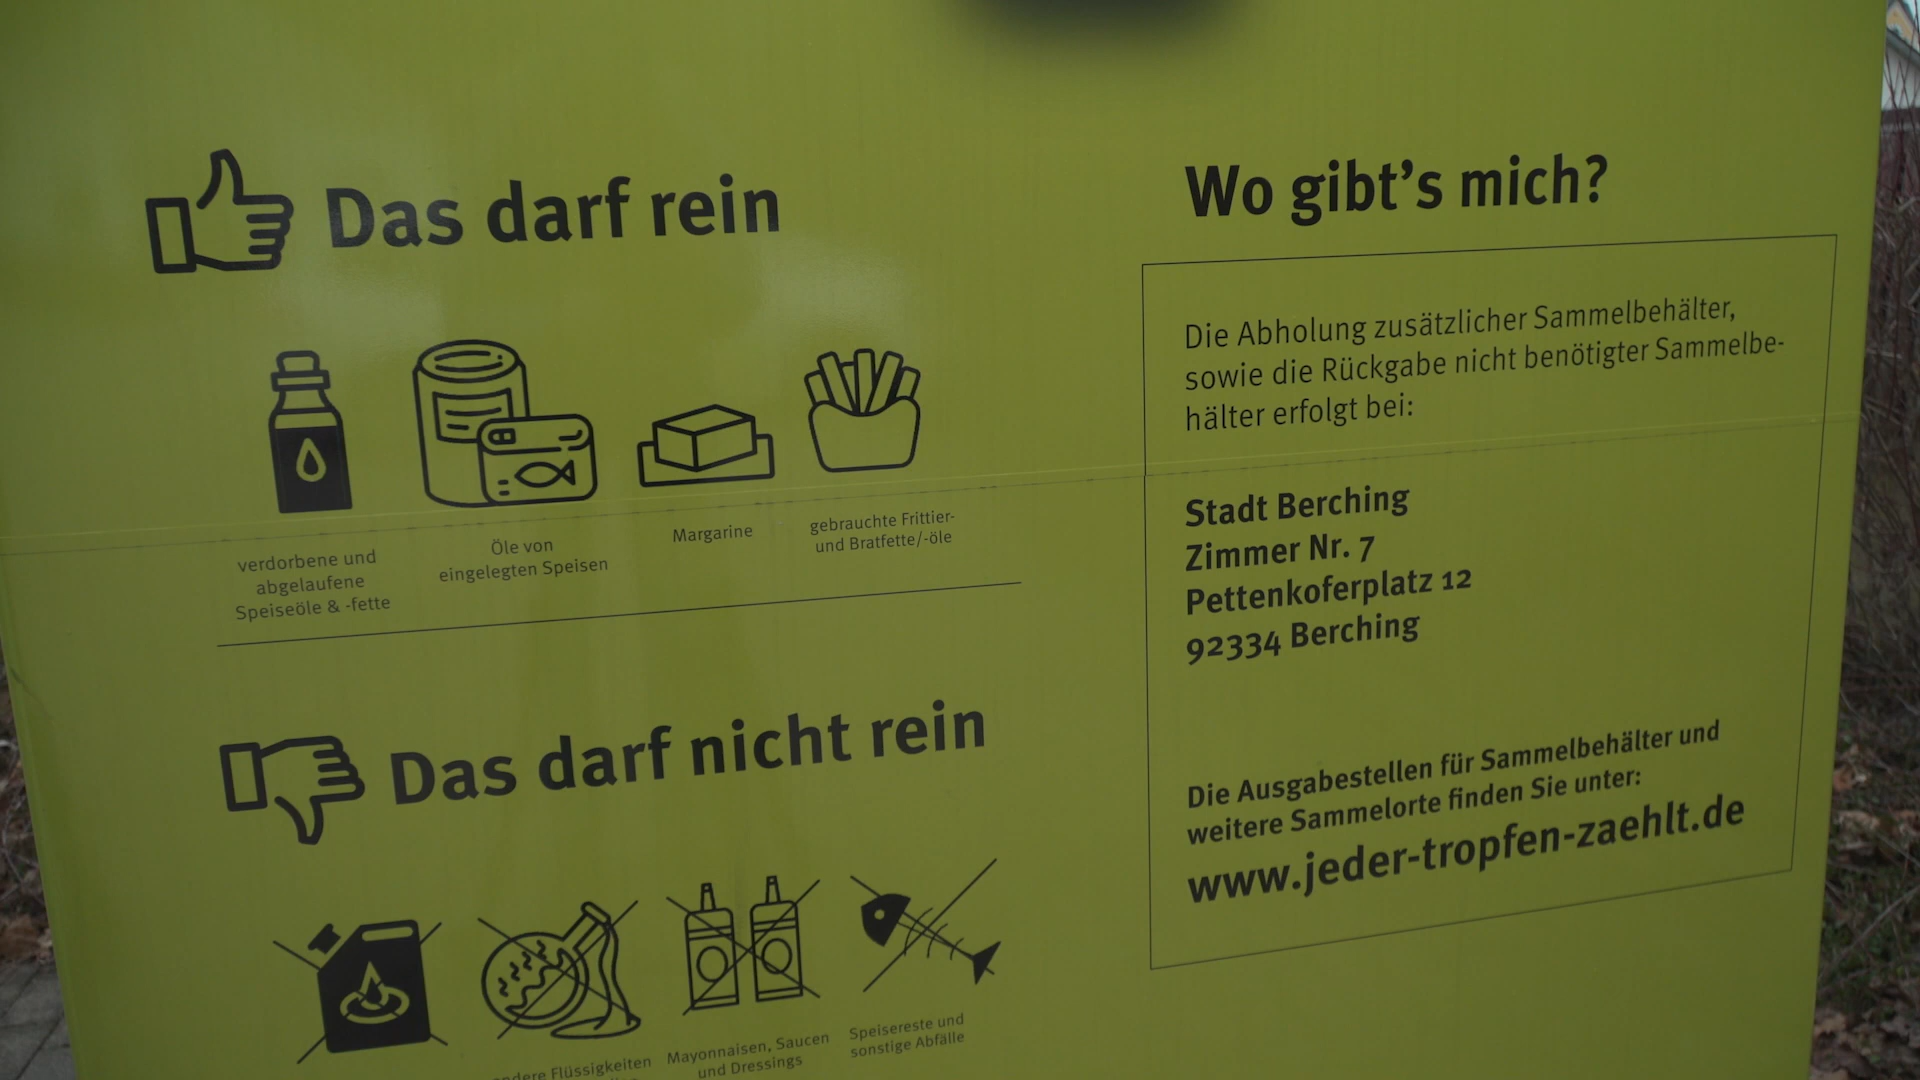 Das darf rein
verdorbene und
abgelaufene
Speiseöle & -fette
Öle von
eingelegten Speisen
Margarine
gebrauchte Frittier-
und Bratfette/-öle
Das darf nicht rein
Flüssigkeiten
Mayonnaisen, Saucen
und Dressings
Speisereste und
sonstige Abfälle
Wo gibt's mich?
Die Abholung zusätzlicher Sammelbehälter,
sowie die Rückgabe nicht benötigter Sammelbe-
hälter erfolgt bei:
Stadt Berching
Zimmer Nr. 7
Pettenkoferplatz 12
92334 Berching
Die Ausgabestellen für Sammelbehälter und
weitere Sammelorte finden Sie unter:
www.jeder-tropfen-zaehlt.de